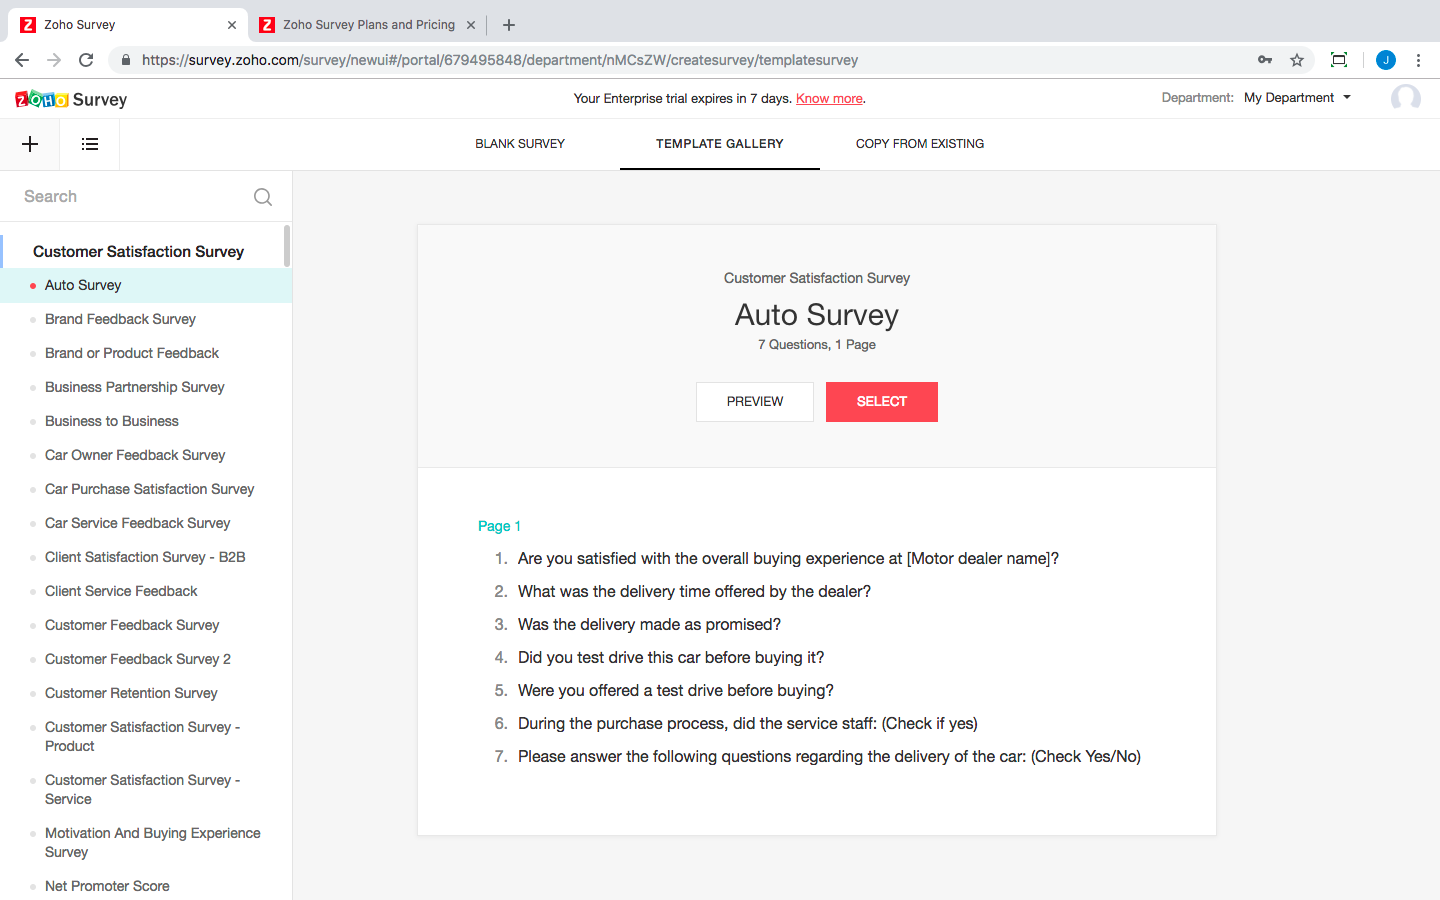 Zoho Survey
Zoho Survey Plans and Pricing
https://survey.zoho.com/survey/newui#/portal/679495848/department/nMCsZW/createsurvey/templatesurvey
J
ZOHO Survey
Your Enterprise trial expires in 7 days. Know more.
Department: My Department
BLANK SURVEY
TEMPLATE GALLERY
COPY FROM EXISTING
Search
Customer Satisfaction Survey
Auto Survey
Brand Feedback Survey
Brand or Product Feedback
Business Partnership Survey
Business to Business
Car Owner Feedback Survey
Car Purchase Satisfaction Survey
Car Service Feedback Survey
Client Satisfaction Survey - B2B
Client Service Feedback
Customer Feedback Survey
Customer Feedback Survey 2
Customer Retention Survey
Customer Satisfaction Survey -
Product
Customer Satisfaction Survey -
Service
Motivation And Buying Experience
Survey
Net Promoter Score
Customer Satisfaction Survey
Auto Survey
7 Questions, 1 Page
PREVIEW
SELECT
Page 1
1. Are you satisfied with the overall buying experience at [Motor dealer name]?
2. What was the delivery time offered by the dealer?
3. Was the delivery made as promised?
4. Did you test drive this car before buying it?
5. Were you offered a test drive before buying?
6. During the purchase process, did the service staff: (Check if yes)
7. Please answer the following questions regarding the delivery of the car: (Check Yes/No)